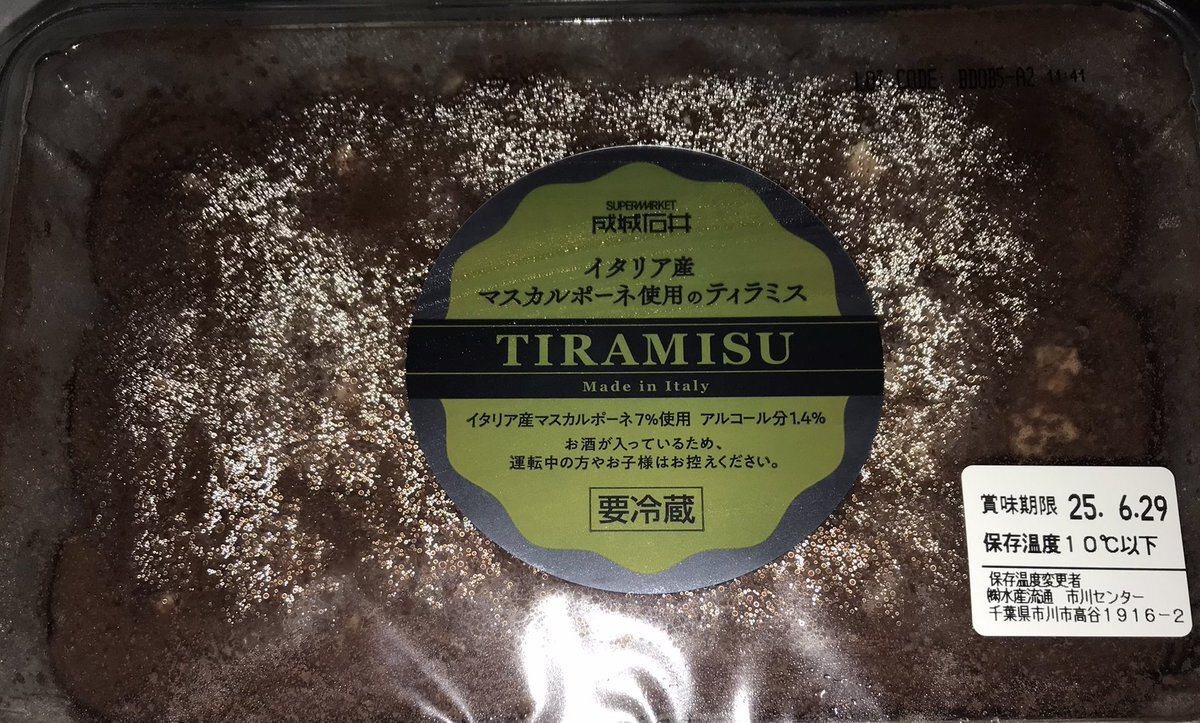 LOT CODE BD0B5-A2 11:41
SUPERMARKET
成城石井
イタリア産
マスカルポーネ使用のティラミス
TIRAMISU
Made in Italy
イタリア産マスカルポーネ7%使用 アルコール分1.4%
お酒が入っているため、
運転中の方やお子様はお控えください。
要冷蔵
賞味期限 25. 6.29
保存温度10℃以下
保存温度変更者
㈱水産流通 市川センター
千葉県市川市高谷1916-2